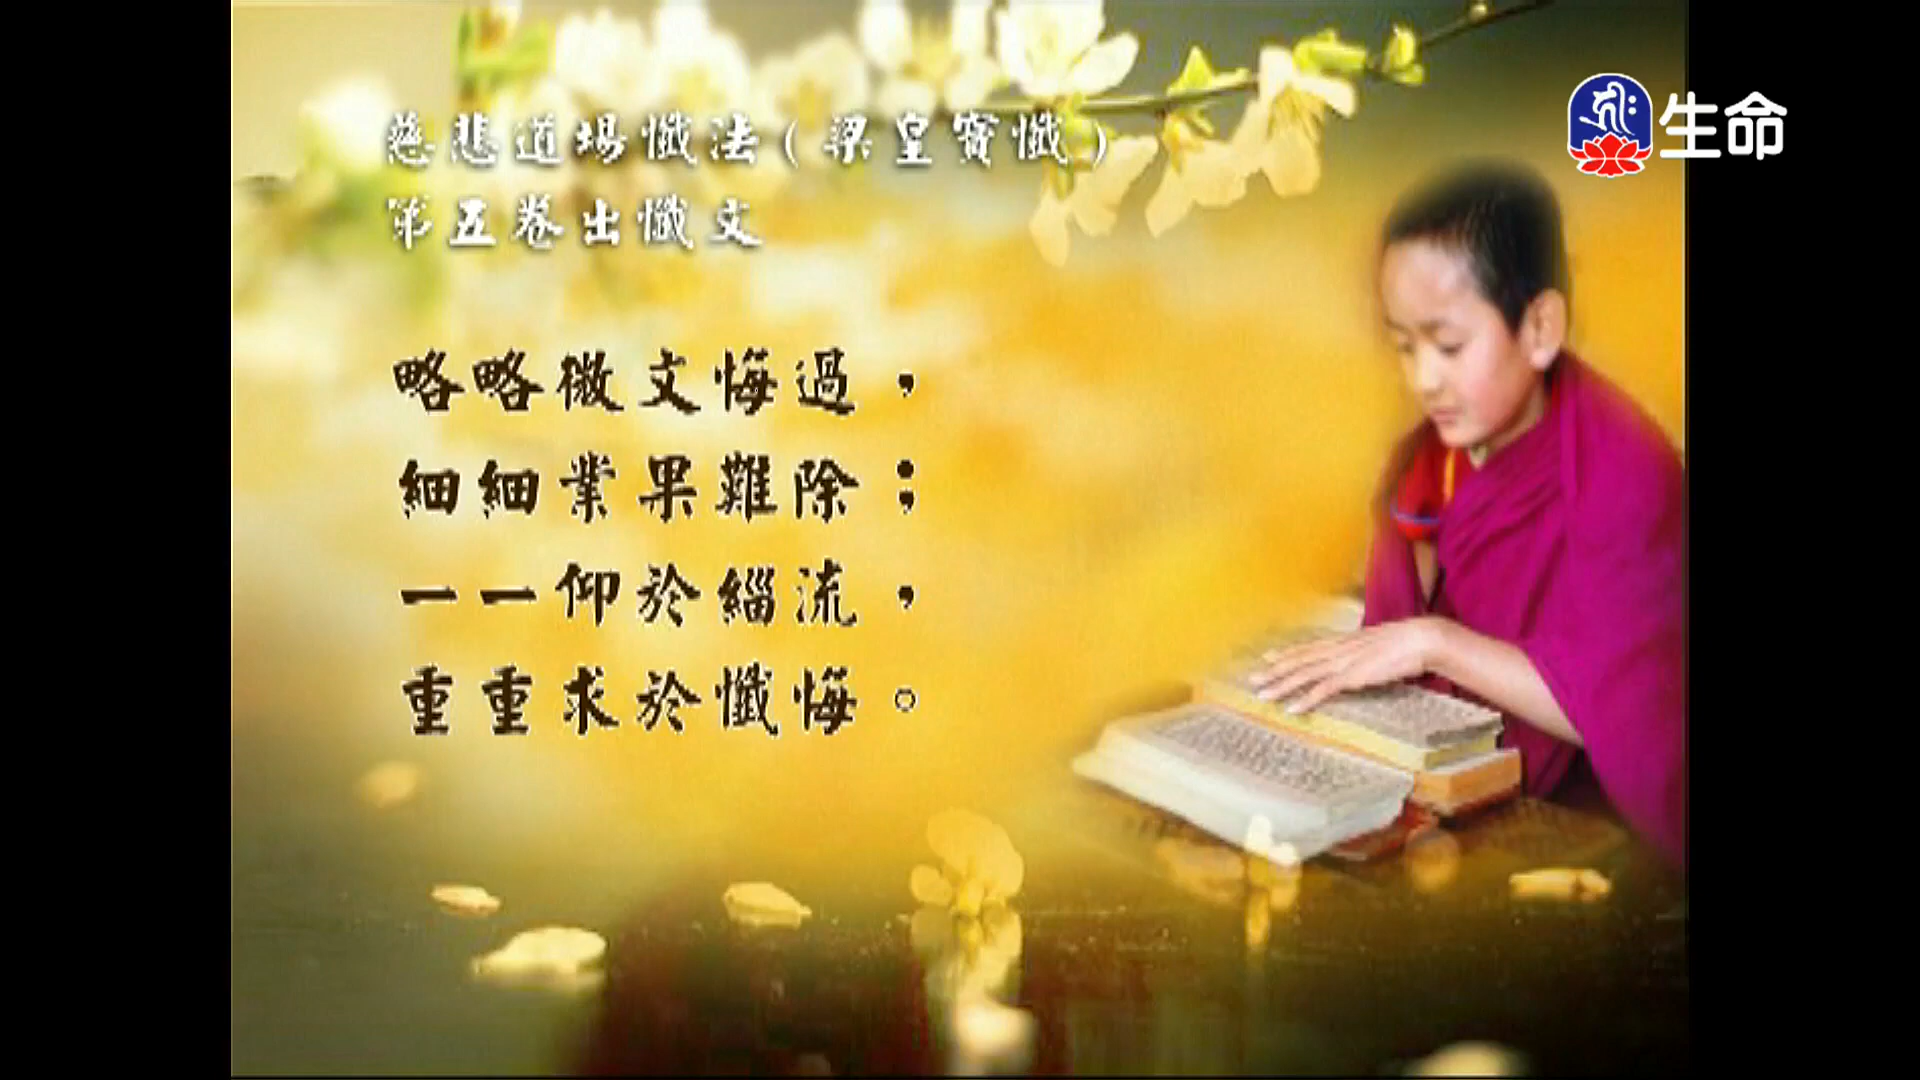 慈悲道場懺法(梁皇寶懺)
第五卷出懺文
略略微文悔過，
細細業果難除；
一一仰於緇流，
重重求於懺悔。
生命